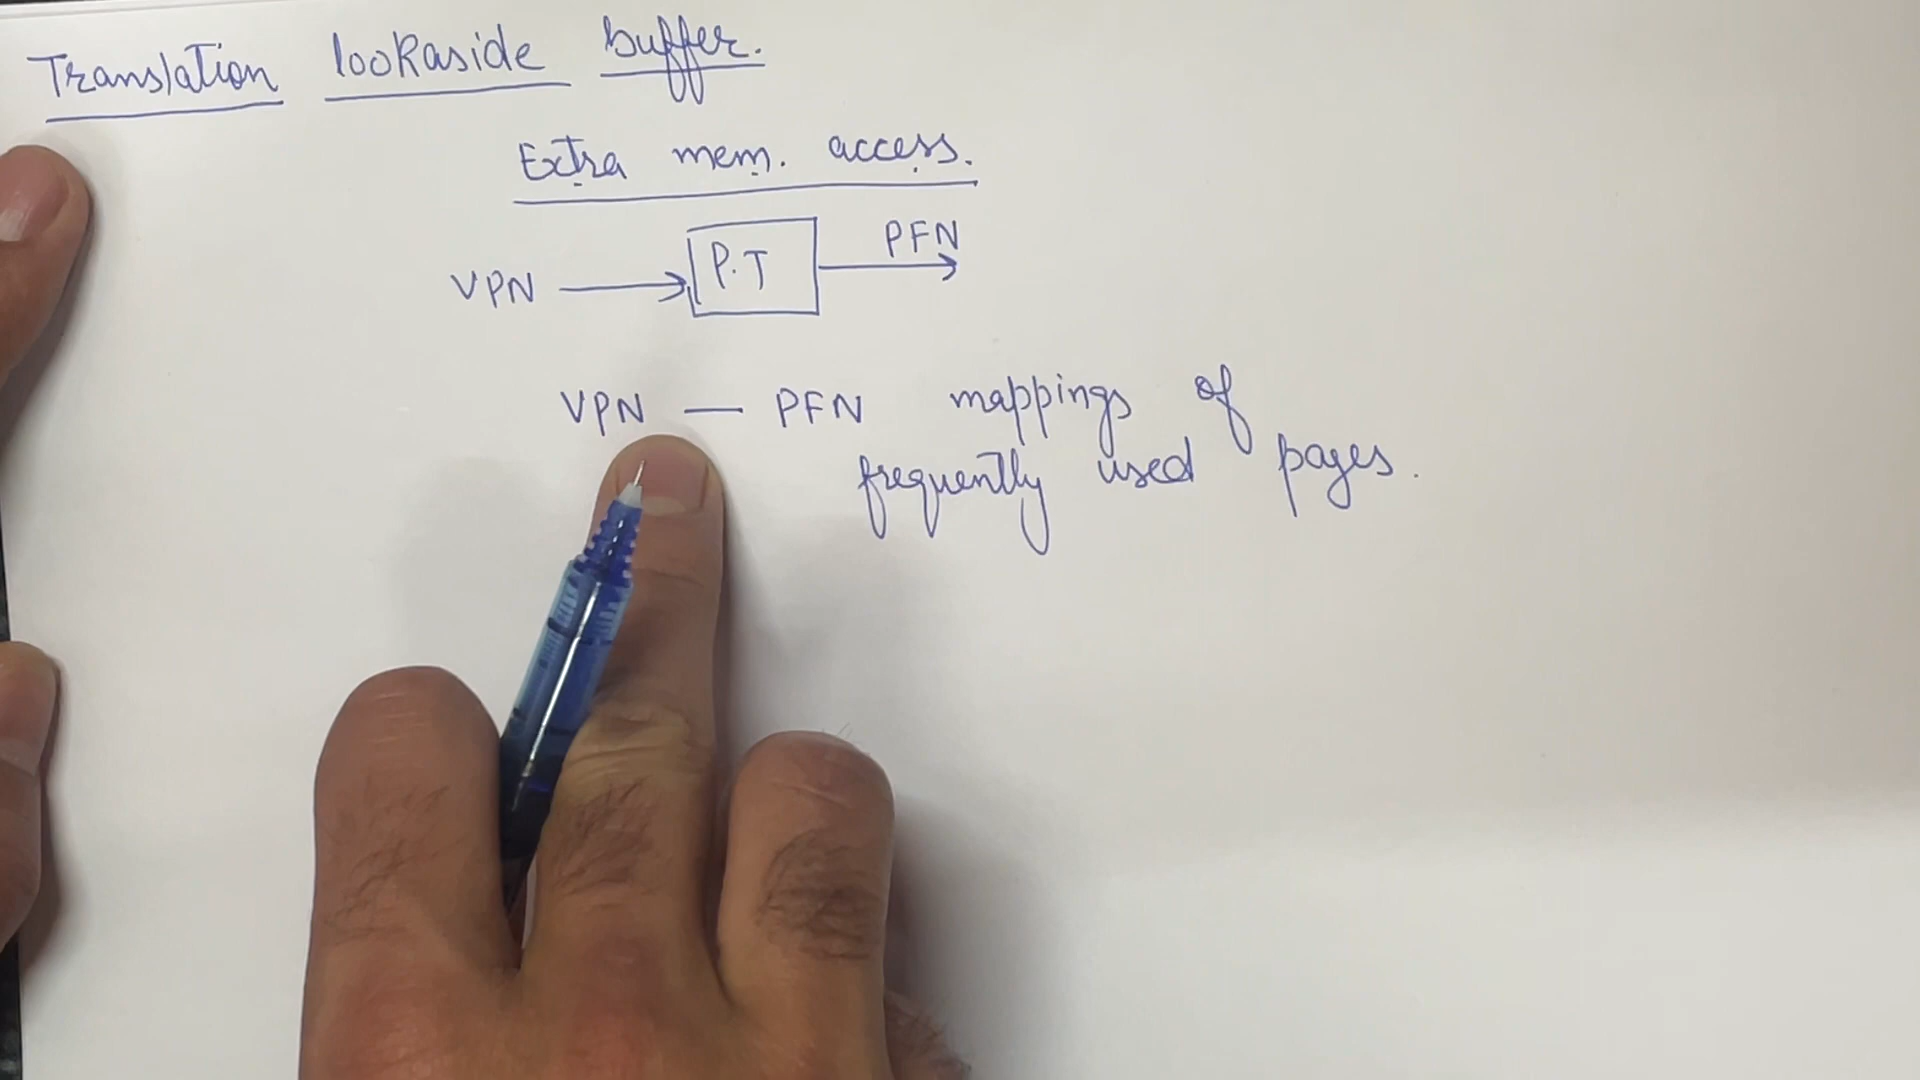 Translation lookaside buffer.
Extra mem. access.
VPN → P.T → PFN
VPN — PFN mappings of
frequently used pages.